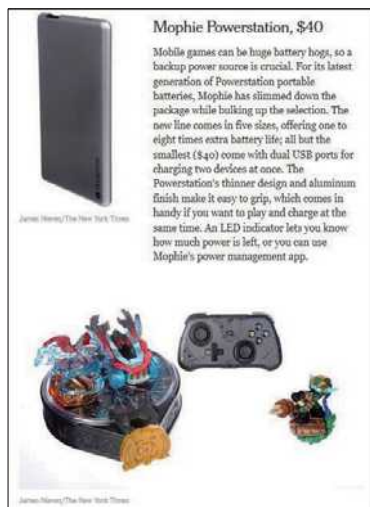 Mophie Powerstation, $40
Mobile games can be huge battery hogs, so a
backup power source is crucial. For its latest
generation of Powerstation portable
batteries, Mophie has slimmed down the
package while bulking up the selection. The
new line comes in five sizes, offering one to
eight times extra battery life; all but the
smallest ($40) come with dual USB ports for
charging two devices at once. The
Powerstation's thinner design and aluminum
finish make it easy to grip, which comes in
handy if you want to play and charge at the
same time. An LED indicator lets you know
how much power is left, or you can use
Mophie's power management app.
James Nieves/The New York Times
James Nieves/The New York Times